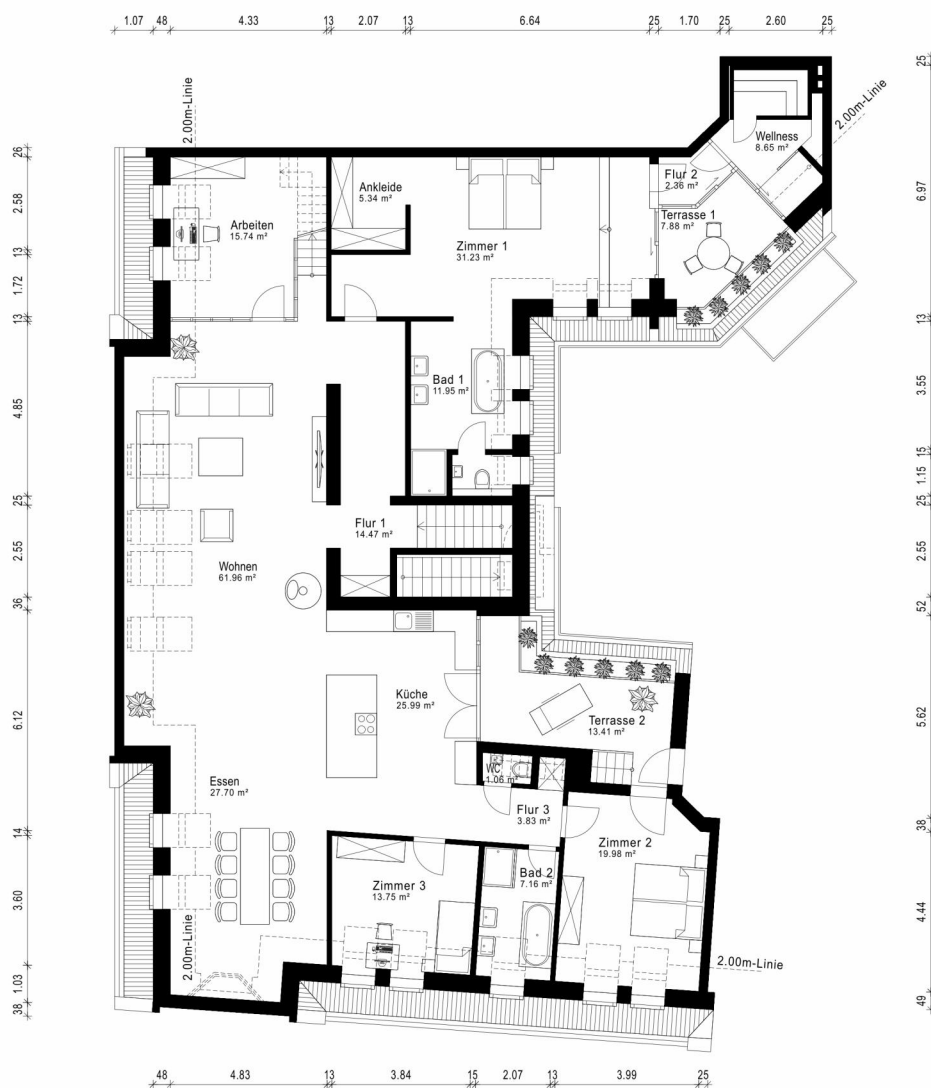 1.07 48 4.33 13 2.07 13 6.64 25 1.70 25 2.60 25
2.00m-Linie
2.00m-Linie
Wellness
8.65 m²
Flur 2
2.36 m²
Terrasse 1
7.88 m²
Ankleide
5.34 m²
Arbeiten
15.74 m²
Zimmer 1
31.23 m²
Bad 1
11.95 m²
Flur 1
14.47 m²
Wohnen
61.96 m²
Küche
25.99 m²
Terrasse 2
13.41 m²
WC
1.06 m²
Essen
27.70 m²
Flur 3
3.83 m²
Zimmer 2
19.98 m²
Bad 2
7.16 m²
Zimmer 3
13.75 m²
2.00m-Linie
2.00m-Linie
26
2.58
13
1.72
13
4.85
25
2.55
36
6.12
14
3.60
1.03
38
25
6.97
13
3.55
15
1.15
25
2.55
52
5.62
38
4.44
49
48 4.83 13 3.84 15 2.07 13 3.99 25